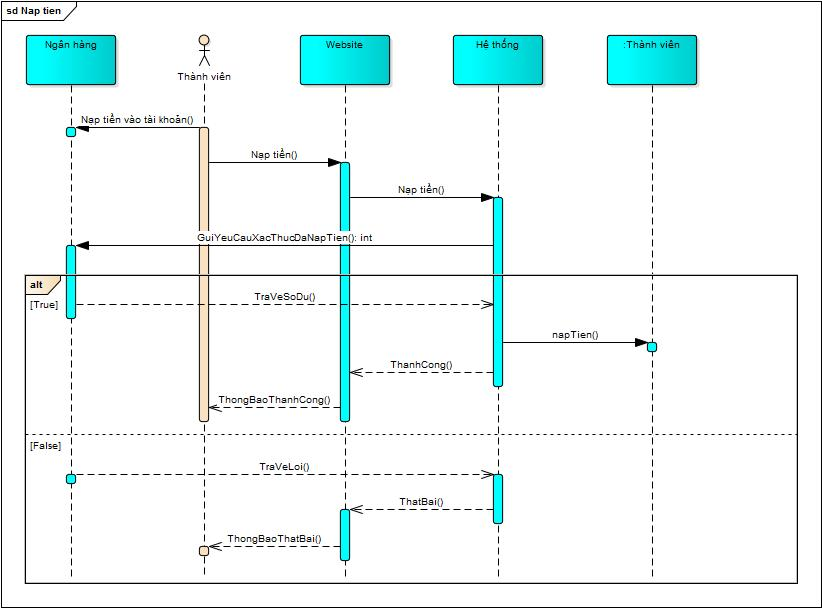 sd Nap tien
Ngân hàng
Thành viên
Website
Hệ thống
:Thành viên
Nạp tiền vào tài khoản()
Nạp tiền()
Nạp tiền()
GuiYeuCauXacThucDaNapTien(): int
alt
[True]
TraVeSoDu()
napTien()
ThanhCong()
ThongBaoThanhCong()
[False]
TraVeLoi()
ThatBai()
ThongBaoThatBai()